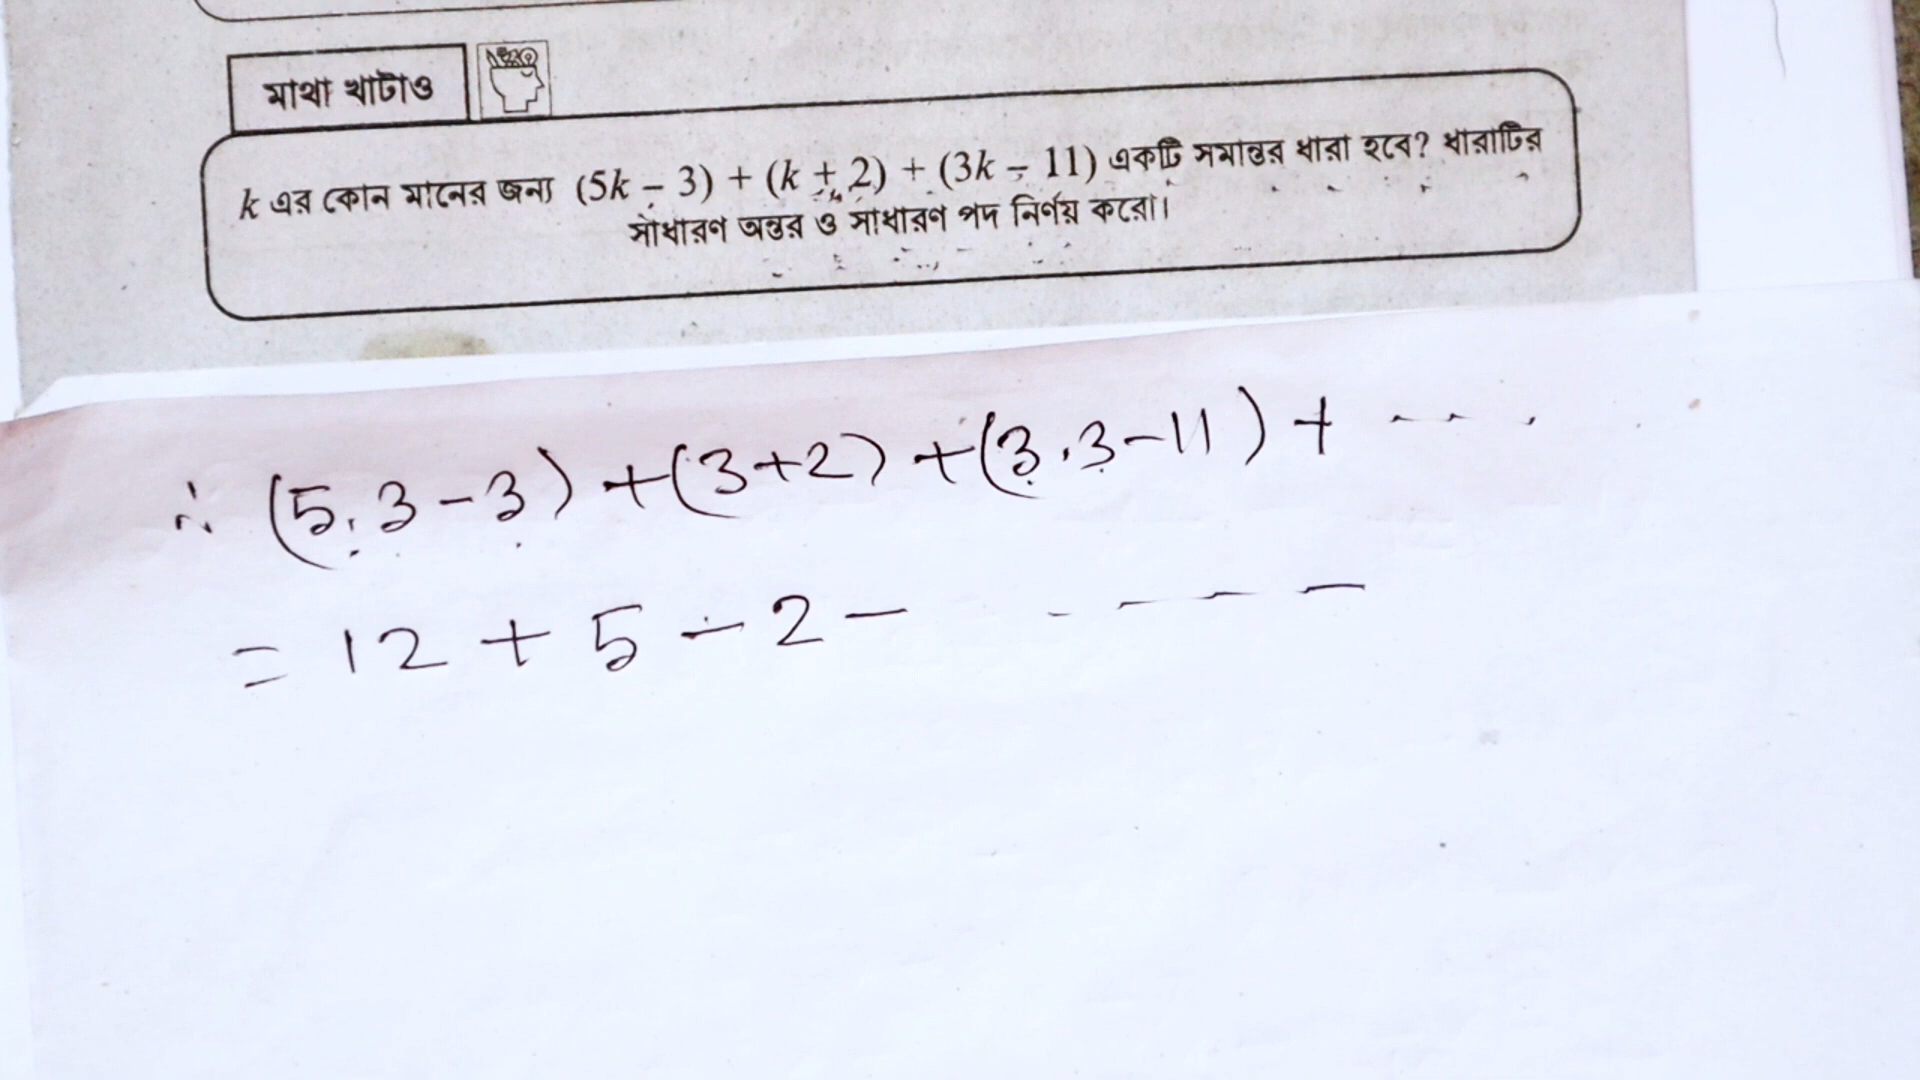 মাথা খাটাও
k এর কোন মানের জন্য (5k – 3) + (k + 2) + (3k – 11) একটি সমান্তর ধারা হবে? ধারাটির
সাধারণ অন্তর ও সাধারণ পদ নির্ণয় করো।
∴ (5.3-3) +(3+2) +(3.3-11) + ----.
= 12 + 5 - 2 - - - - -